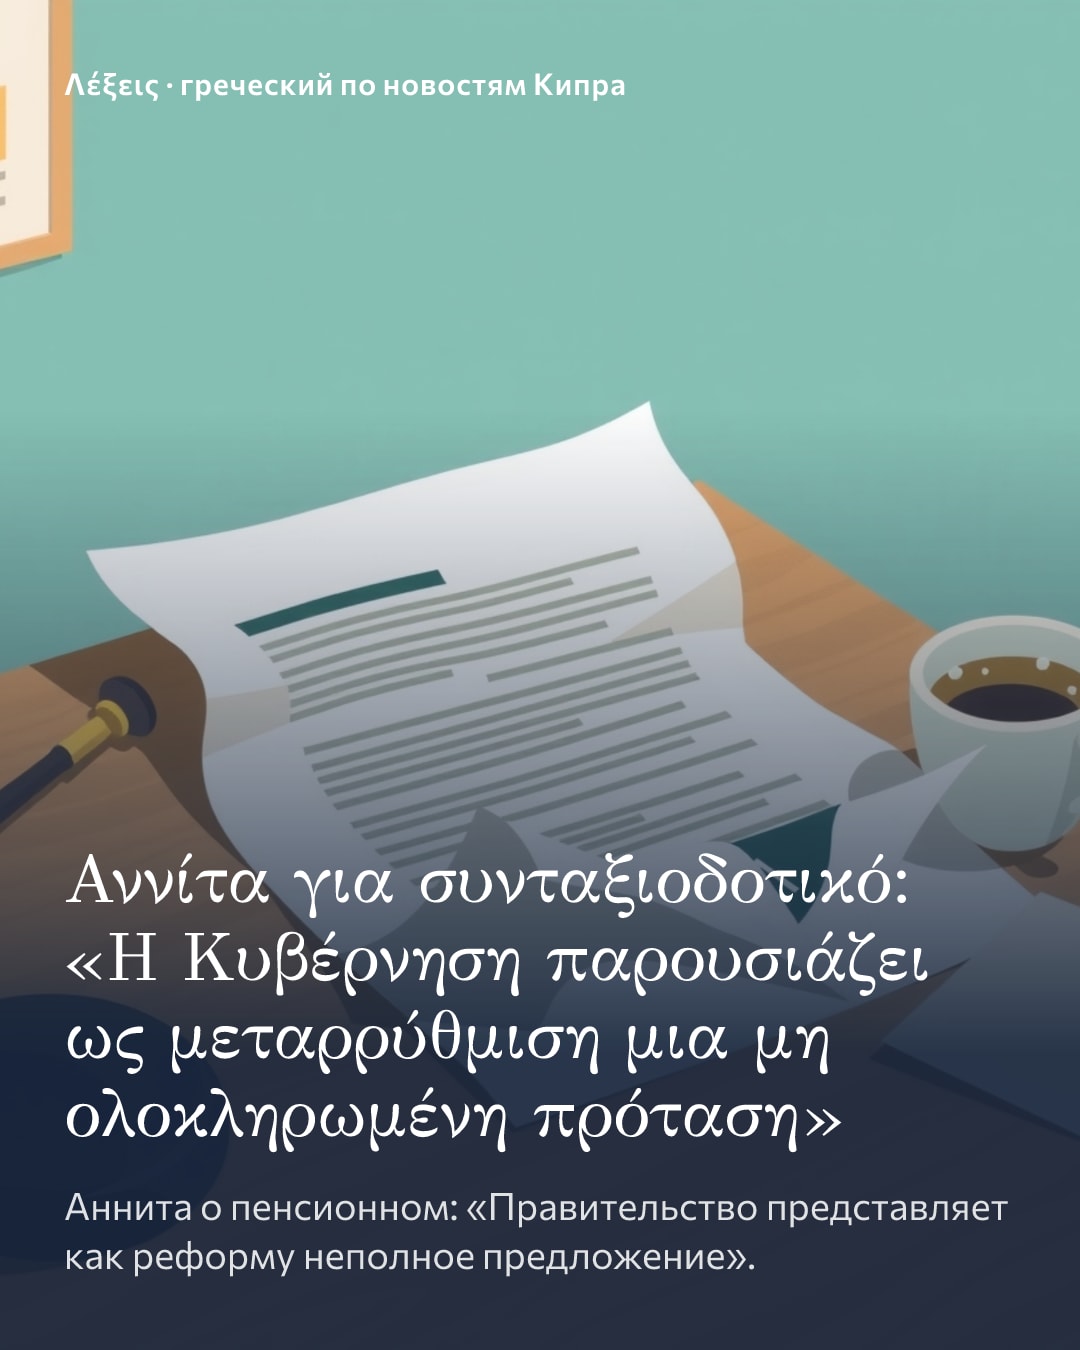 Λέξεις · греческий по новостям Кипра
Αννίτα για συνταξιοδοτικό:
«Η Κυβέρνηση παρουσιάζει
ως μεταρρύθμιση μια μη
ολοκληρωμένη πρόταση»
Аннита о пенсионном: «Правительство представляет
как реформу неполное предложение».